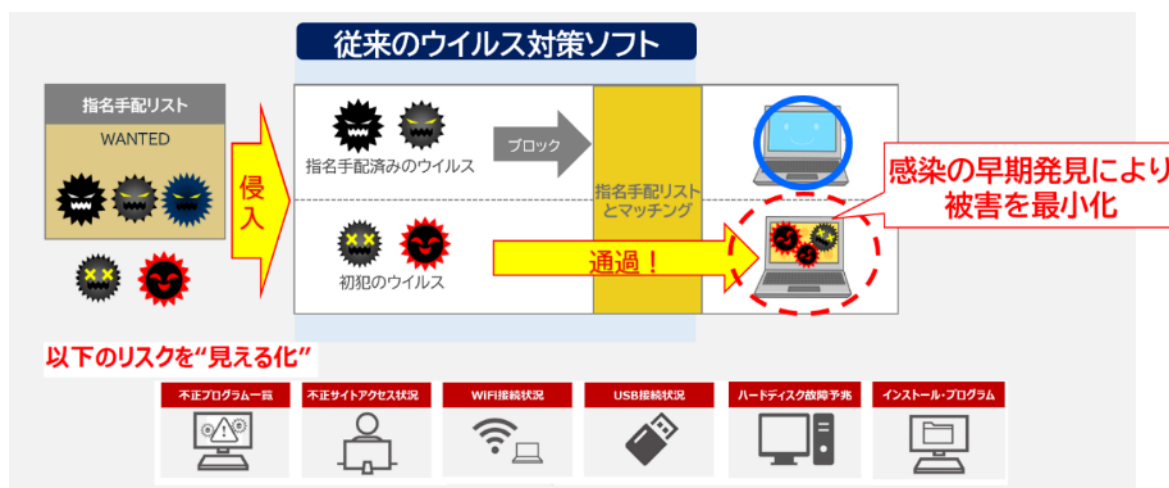 従来のウイルス対策ソフト
指名手配リスト
WANTED
侵
入
指名手配済みのウイルス
ブロック
指名手配リスト
とマッチング
初犯のウイルス
通過！
感染の早期発見により
被害を最小化
以下のリスクを“見える化”
不正プログラム一覧
不正サイトアクセス状況
WIFI接続状況
USB接続状況
ハードディスク故障予兆
インストール・プログラム